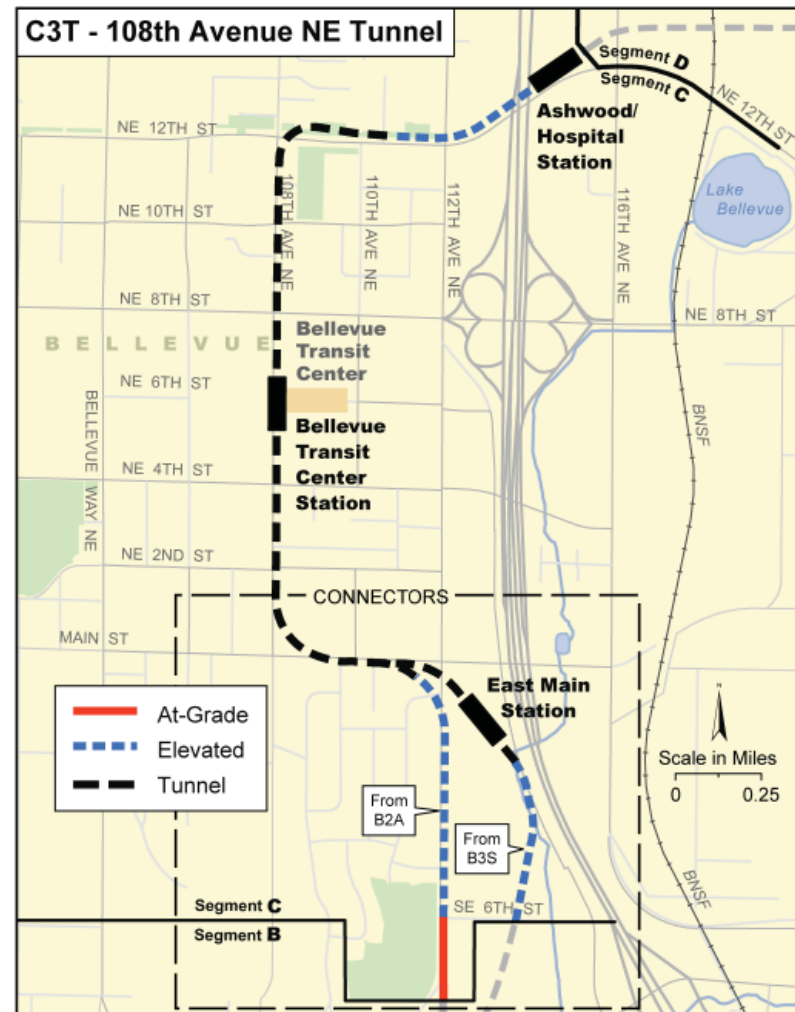 C3T - 108th Avenue NE Tunnel
Segment D
Segment C
NE 12TH ST
Ashwood/
Hospital
Station
NE 12TH ST
Lake
Bellevue
108TH AVE NE
110TH AVE NE
112TH AVE NE
116TH AVE NE
NE 10TH ST
NE 8TH ST
NE 8TH ST
BELLEVUE
Bellevue
Transit
Center
NE 6TH ST
Bellevue
Transit
Center
Station
BELLEVUE WAY NE
BNSF
NE 4TH ST
NE 2ND ST
CONNECTORS
MAIN ST
East Main
Station
At-Grade
Elevated
Tunnel
N
Scale in Miles
0 0.25
From
B2A
From
B3S
BNSF
Segment C
Segment B
SE 6TH ST